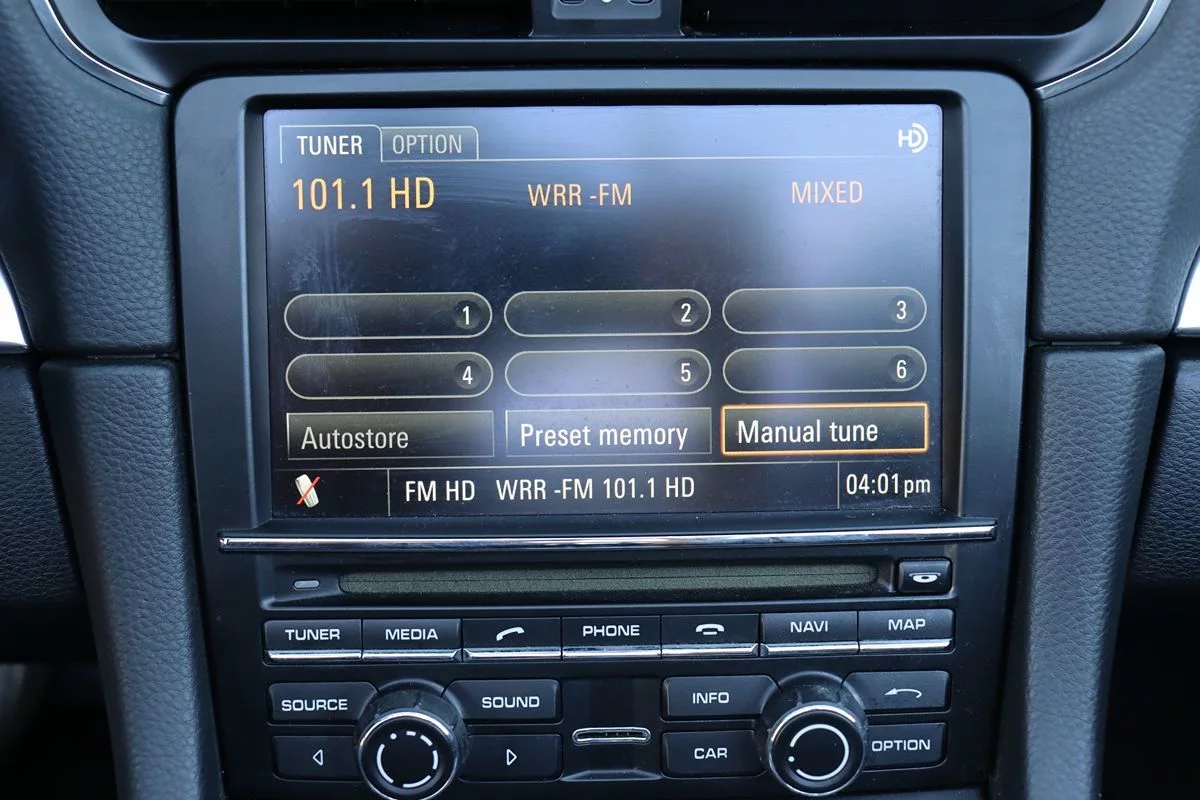 TUNER OPTION HD
101.1 HD WRR -FM MIXED
1 2 3
4 5 6
Autostore Preset memory Manual tune
FM HD WRR -FM 101.1 HD 04:01pm
TUNER MEDIA PHONE NAVI MAP
SOURCE SOUND INFO
CAR OPTION